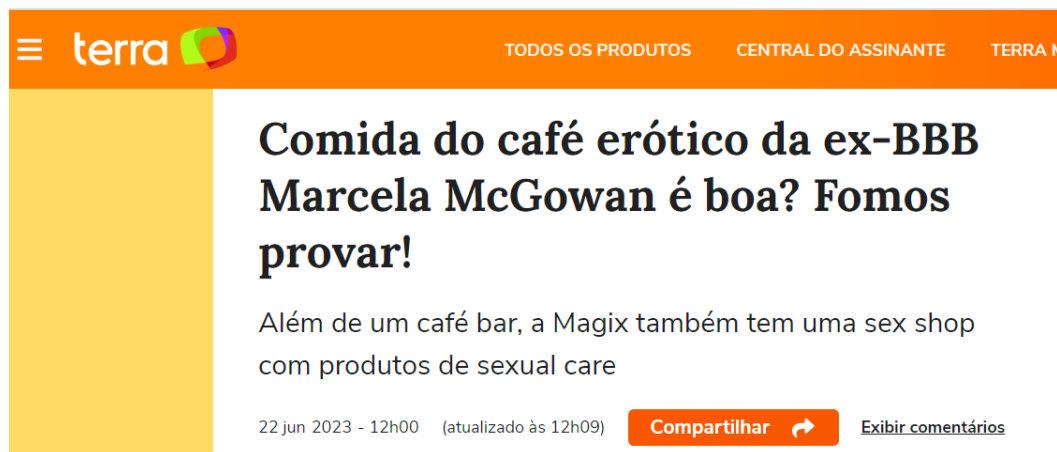 terra
TODOS OS PRODUTOS CENTRAL DO ASSINANTE TERRA M
Comida do café erótico da ex-BBB
Marcela McGowan é boa? Fomos
provar!
Além de um café bar, a Magix também tem uma sex shop
com produtos de sexual care
22 jun 2023 - 12h00 (atualizado às 12h09) Compartilhar Exibir comentários